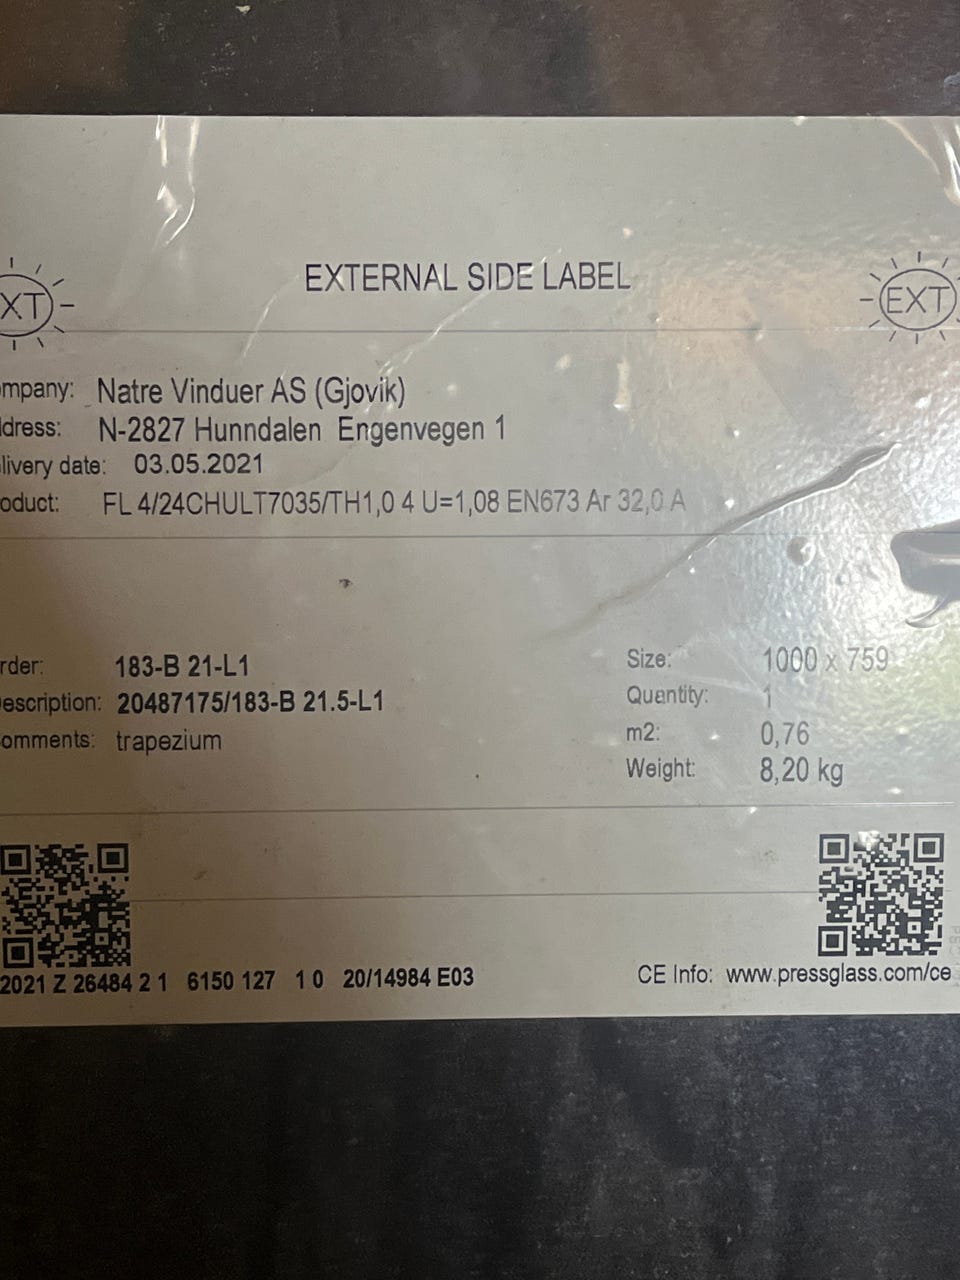 EXTERNAL SIDE LABEL
XT
EXT
mpany: Natre Vinduer AS (Gjovik)
dress: N-2827 Hunndalen Engenvegen 1
livery date: 03.05.2021
oduct: FL 4/24CHULT7035/TH1,0 4 U=1,08 EN673 Ar 32,0 A
rder: 183-B 21-L1
escription: 20487175/183-B 21.5-L1
omments: trapezium
Size: 1000 x 759
Quantity: 1
m2: 0,76
Weight: 8,20 kg
2021 Z 26484 2 1 6150 127 1 0 20/14984 E03
CE Info: www.pressglass.com/ce